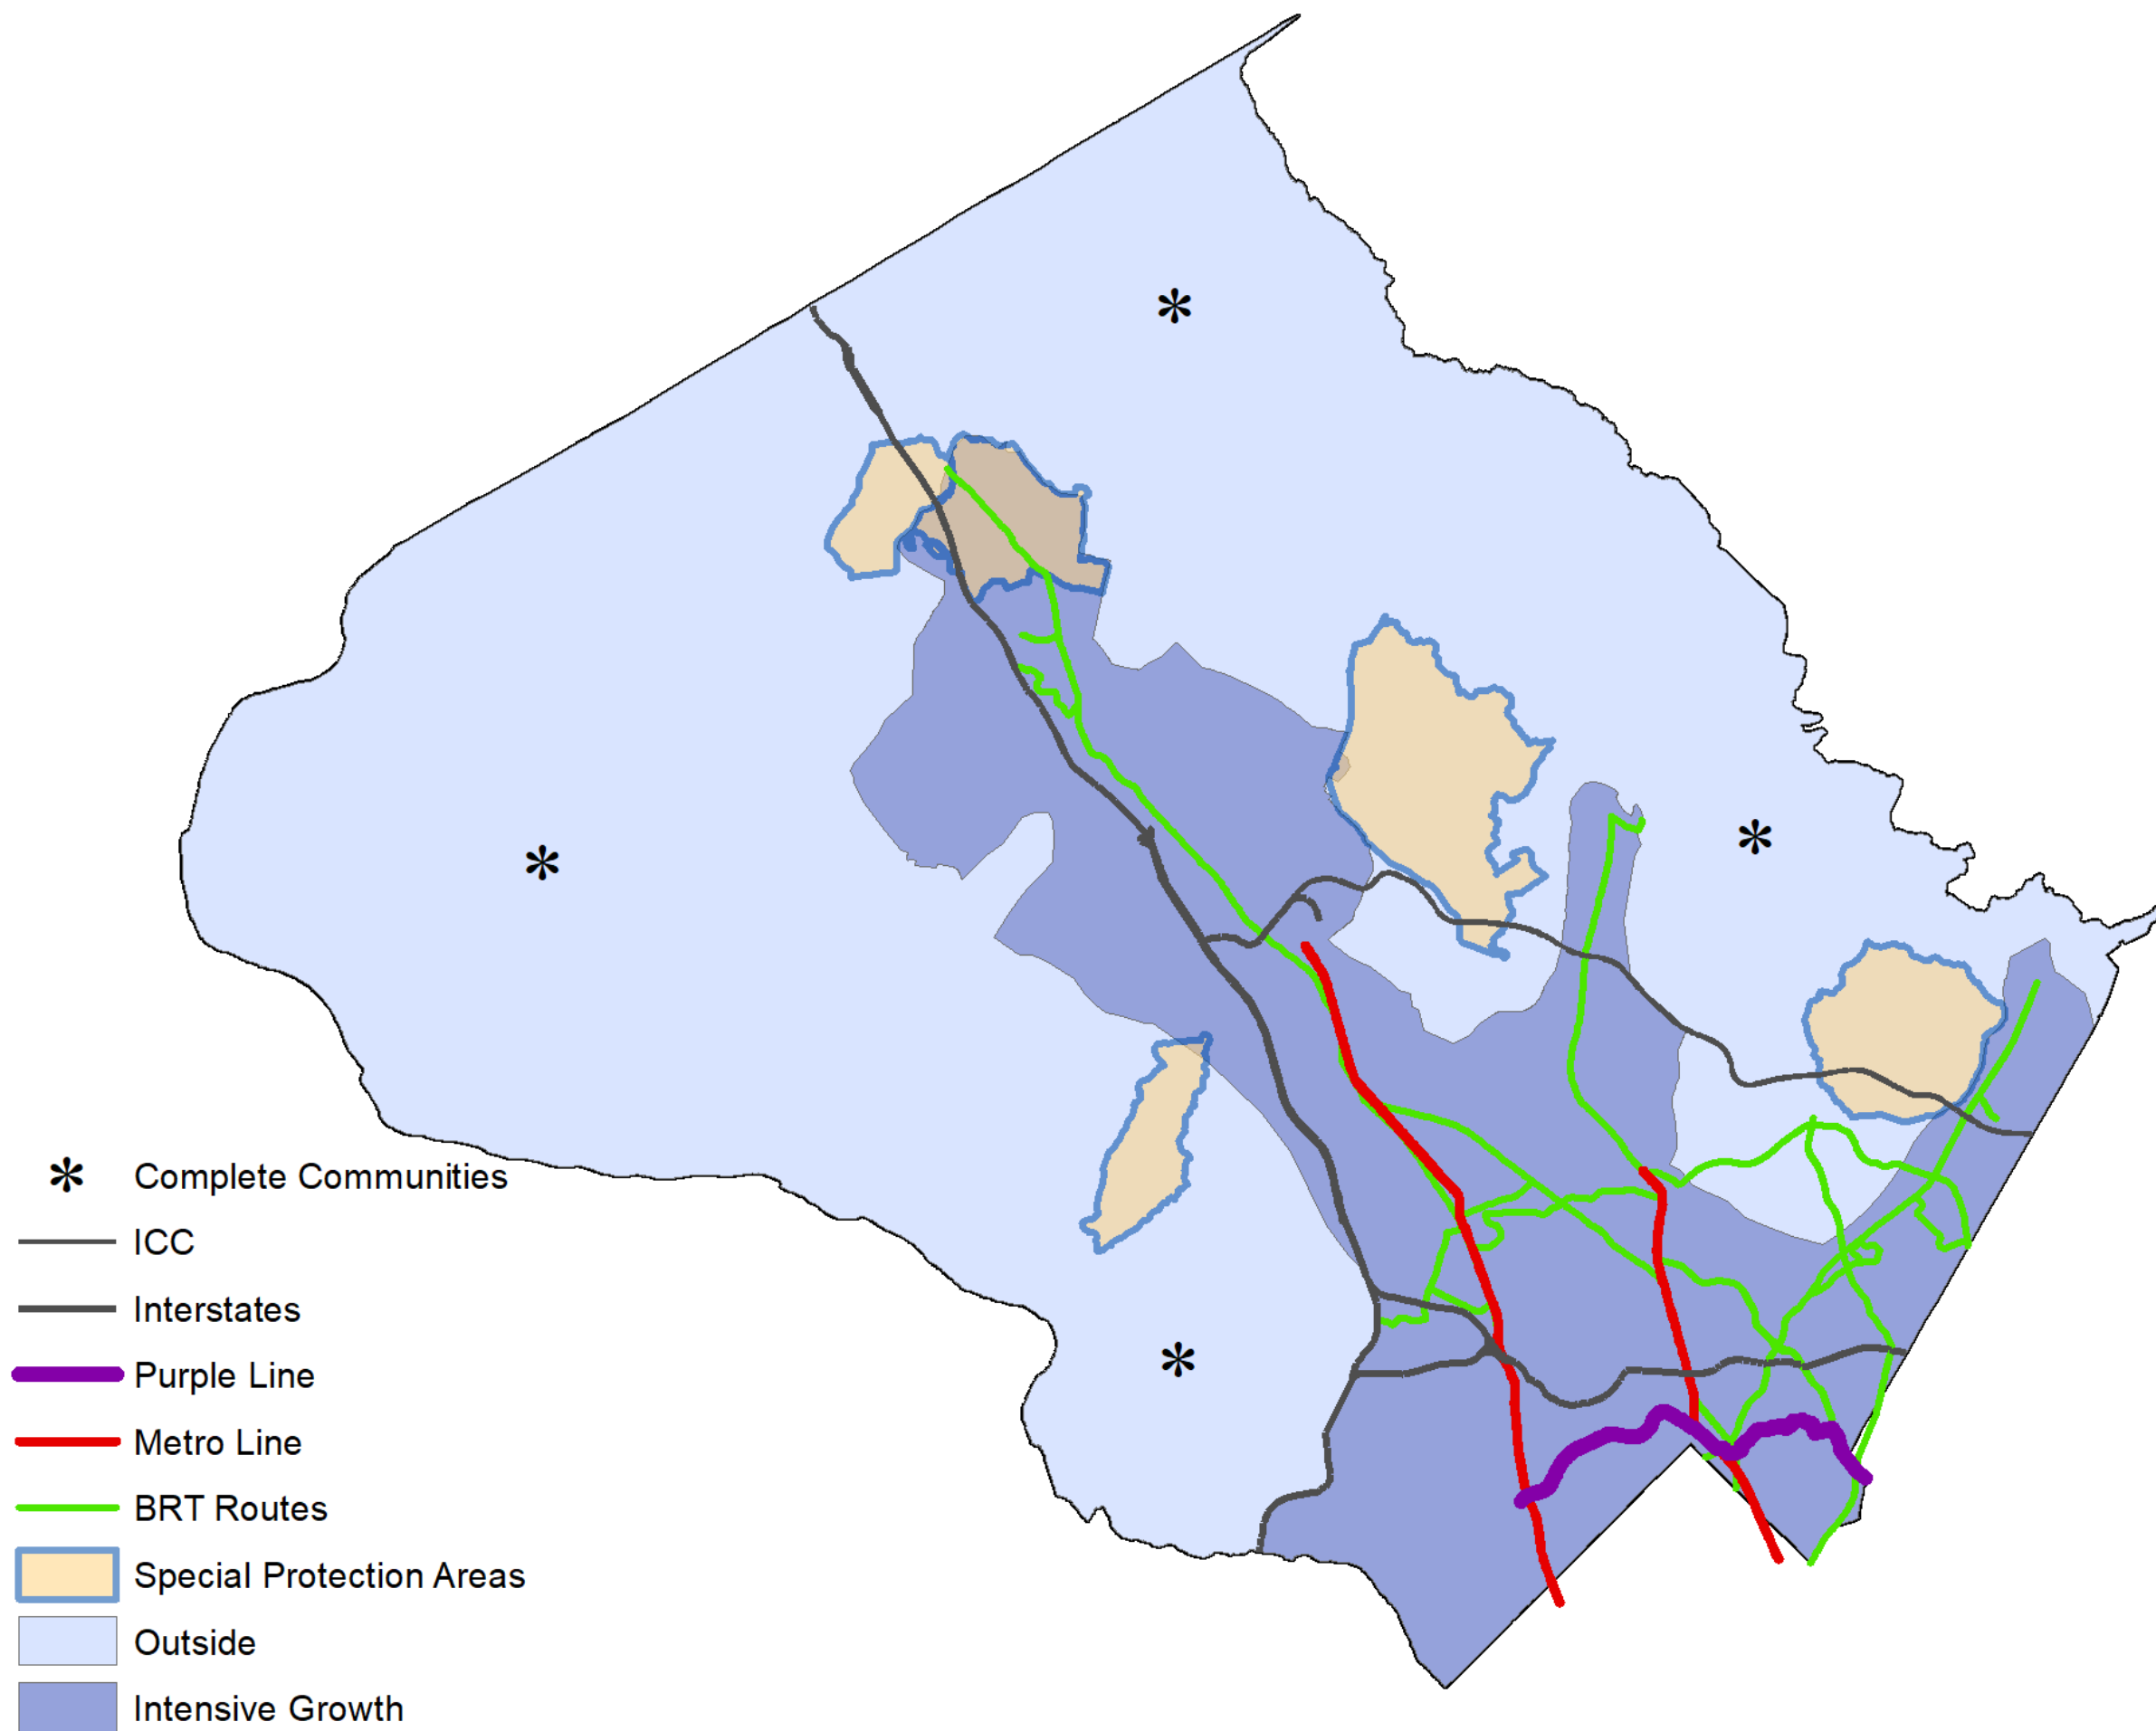 Complete Communities
ICC
Interstates
Purple Line
Metro Line
BRT Routes
Special Protection Areas
Outside
Intensive Growth